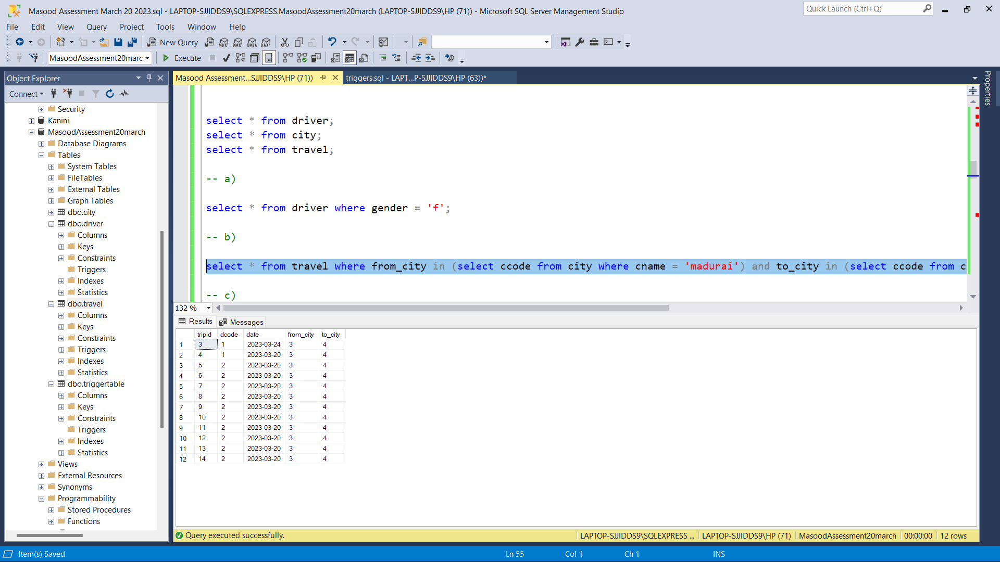 Masood Assessment March 20 2023.sql - LAPTOP-SJJIDDS9\SQLEXPRESS.MasoodAssessment20march (LAPTOP-SJJIDDS9\HP (71)) - Microsoft SQL Server Management Studio
Quick Launch (Ctrl+Q)
File Edit View Query Project Tools Window Help
New Query MDX DMX XMLA DAX
MasoodAssessment20marc Execute
Object Explorer
Connect
Security
Kanini
MasoodAssessment20march
Database Diagrams
Tables
System Tables
FileTables
External Tables
Graph Tables
dbo.city
dbo.driver
Columns
Keys
Constraints
Triggers
Indexes
Statistics
dbo.travel
Columns
Keys
Constraints
Triggers
Indexes
Statistics
dbo.triggertable
Columns
Keys
Constraints
Triggers
Indexes
Statistics
Views
External Resources
Synonyms
Programmability
Stored Procedures
Functions
Masood Assessment...SJJIDDS9\HP (71)) triggers.sql - LAPT...P-SJJIDDS9\HP (63))*
Properties
select * from driver;
select * from city;
select * from travel;
-- a)
select * from driver where gender = 'f';
-- b)
select * from travel where from_city in (select ccode from city where cname = 'madurai') and to_city in (select ccode from c
-- c)
132 %
Results Messages
tripid dcode date from_city to_city
1 3 1 2023-03-24 3 4
2 4 1 2023-03-20 3 4
3 5 2 2023-03-20 3 4
4 6 2 2023-03-20 3 4
5 7 2 2023-03-20 3 4
6 8 2 2023-03-20 3 4
7 9 2 2023-03-20 3 4
8 10 2 2023-03-20 3 4
9 11 2 2023-03-20 3 4
10 12 2 2023-03-20 3 4
11 13 2 2023-03-20 3 4
12 14 2 2023-03-20 3 4
Query executed successfully. LAPTOP-SJJIDDS9\SQLEXPRESS ... LAPTOP-SJJIDDS9\HP (71) MasoodAssessment20march 00:00:00 12 rows
Item(s) Saved Ln 55 Col 1 Ch 1 INS